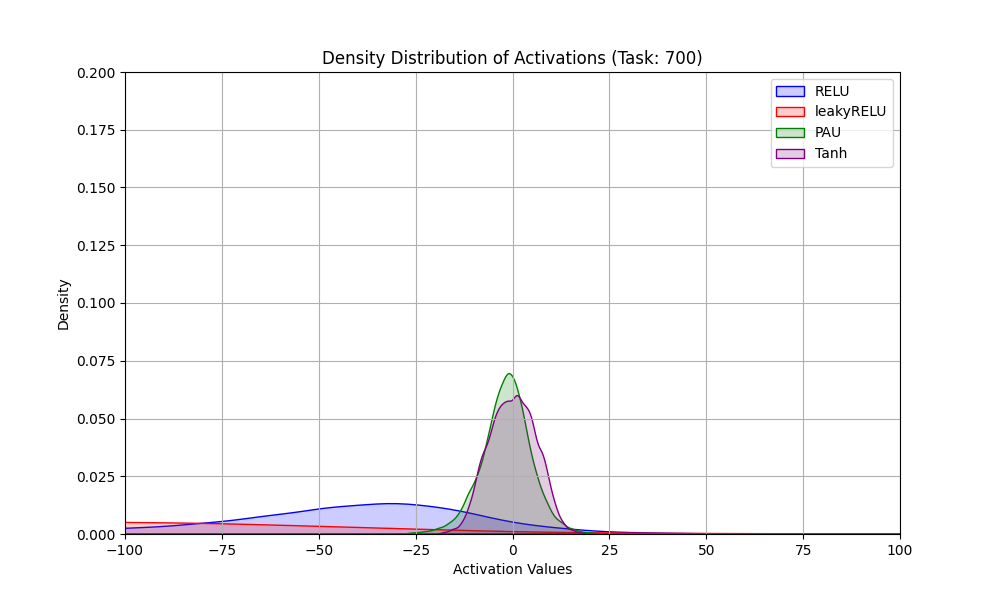 Density Distribution of Activations (Task: 700)
0.200
0.175
0.150
0.125
0.100
0.075
0.050
0.025
0.000
Density
RELU
leakyRELU
PAU
Tanh
−100
−75
−50
−25
0
25
50
75
100
Activation Values